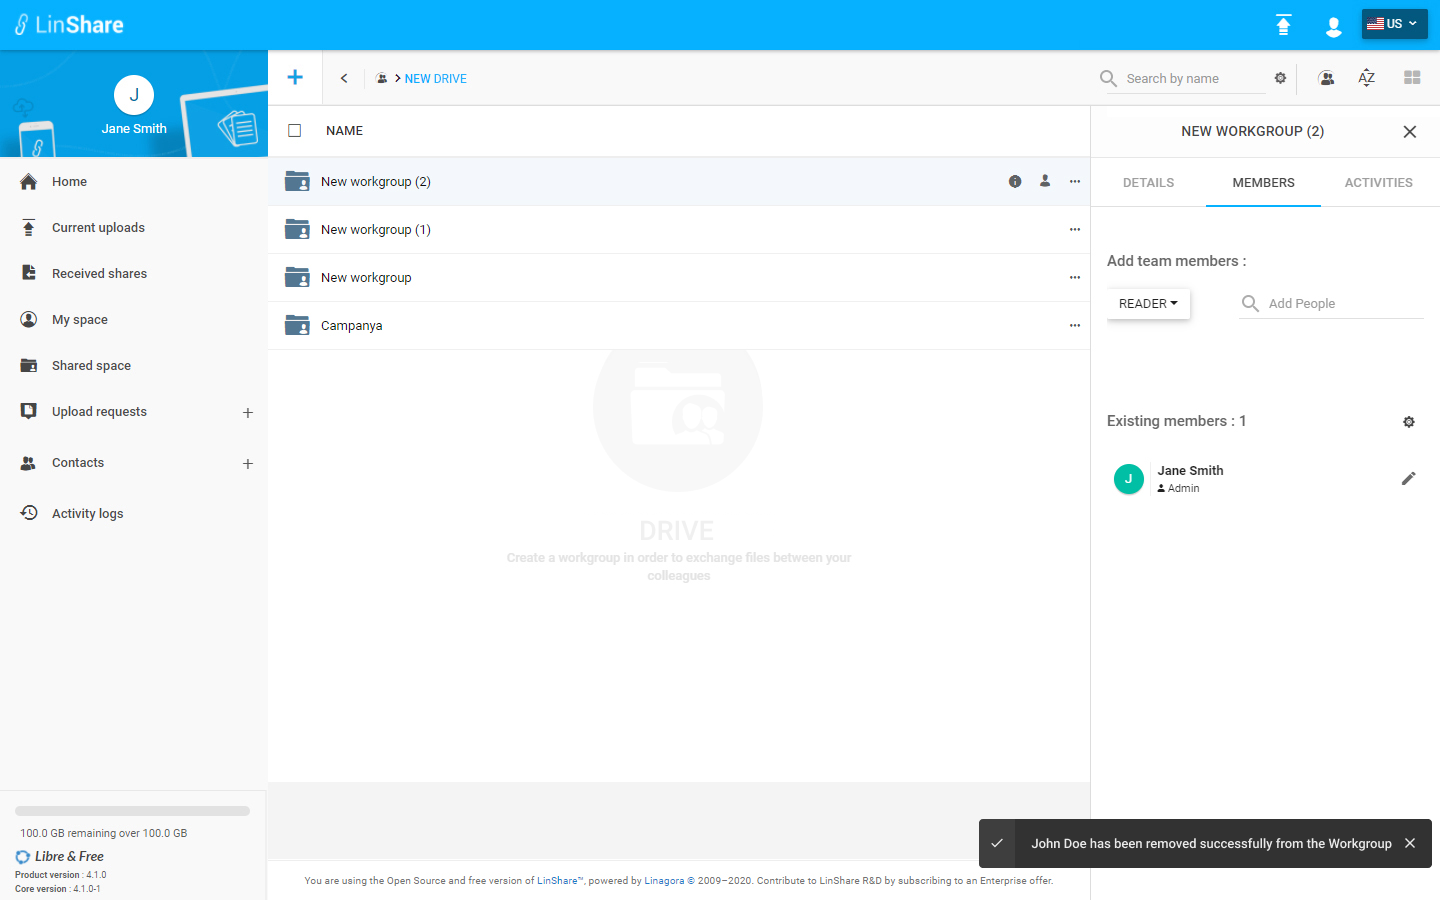 LinShare
US
J
Jane Smith
NEW DRIVE
Search by name
AZ
Home
Current uploads
Received shares
My space
Shared space
Upload requests
Contacts
Activity logs
100.0 GB remaining over 100.0 GB
Libre & Free
Product version : 4.1.0
Core version : 4.1.0-1
NAME
New workgroup (2)
New workgroup (1)
New workgroup
Campanya
DRIVE
Create a workgroup in order to exchange files between your
colleagues
NEW WORKGROUP (2)
DETAILS
MEMBERS
ACTIVITIES
Add team members :
READER
Add People
Existing members : 1
J
Jane Smith
Admin
John Doe has been removed successfully from the Workgroup
You are using the Open Source and free version of LinShare™, powered by Linagora © 2009–2020. Contribute to LinShare R&D by subscribing to an Enterprise offer.